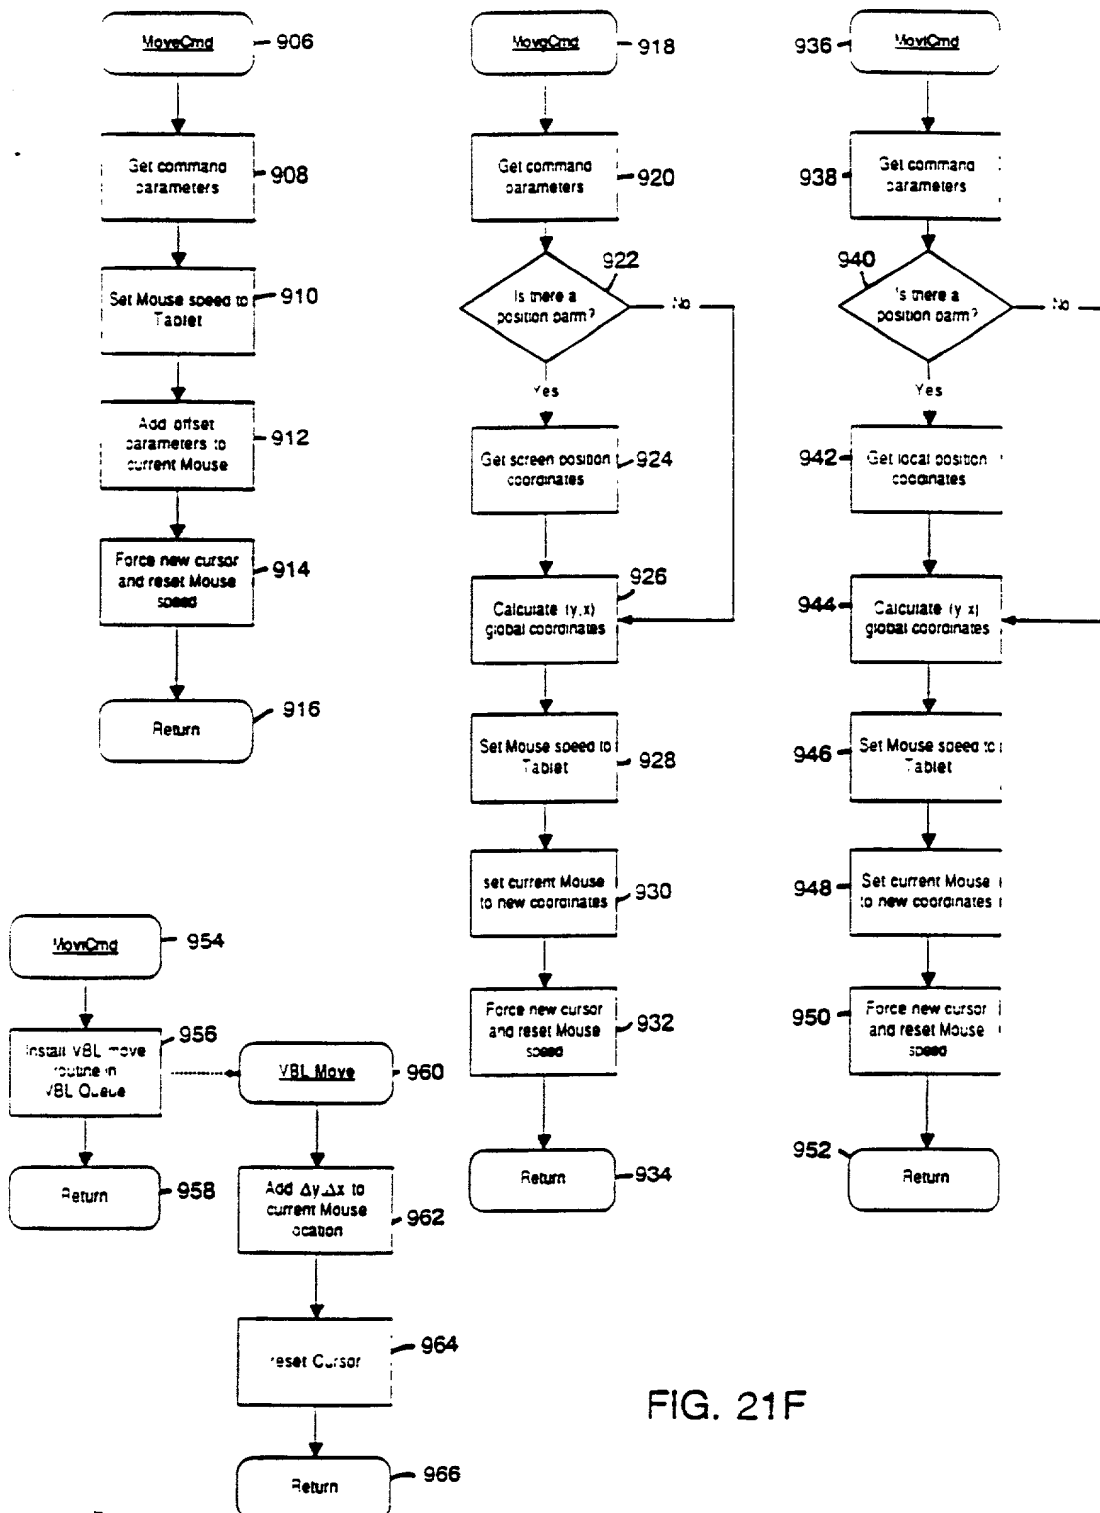 MoveCmd
906
Get command
parameters
908
Set Mouse speed to
Tablet
910
Add offset
parameters to
current Mouse
912
Force new cursor
and reset Mouse
speed
914
Return
916
MovgCmd
918
Get command
parameters
920
922
Is there a
position parm?
No
Yes
Get screen position
coordinates
924
926
Calculate (y,x)
global coordinates
Set Mouse speed to
Tablet
928
set current Mouse
to new coordinates
930
Force new cursor
and reset Mouse
speed
932
Return
934
936
MovlCmd
938
Get command
parameters
940
Is there a
position parm?
No
Yes
942
Get local position
coodinates
944
Calculate (y x)
global coordinates
946
Set Mouse speed to
Tablet
948
Set current Mouse
to new coordinates
950
Force new cursor
and reset Mouse
speed
952
Return
MovrCmd
954
Install VBL move
routine in
VBL Queue
956
Return
958
VBL Move
960
Add Δy,Δx to
current Mouse
location
962
reset Cursor
964
Return
966
FIG. 21F